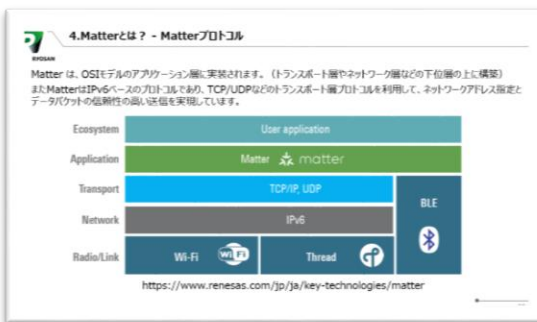 4.Matterとは？ - Matterプロトコル
RYOSAN
Matter は、OSIモデルのアプリケーション層に実装されます。（トランスポート層やネットワーク層などの下位層の上に構築）
またMatterはIPv6ベースのプロトコルであり、TCP/UDPなどのトランスポート層プロトコルを利用して、ネットワークアドレス指定と
データパケットの信頼性の高い送信を実現しています。
Ecosystem
User application
Application
Matter matter
Transport
TCP/IP, UDP
BLE
Network
IPv6
Radio/Link
Wi-Fi WiFi
Thread
https://www.renesas.com/jp/ja/key-technologies/matter